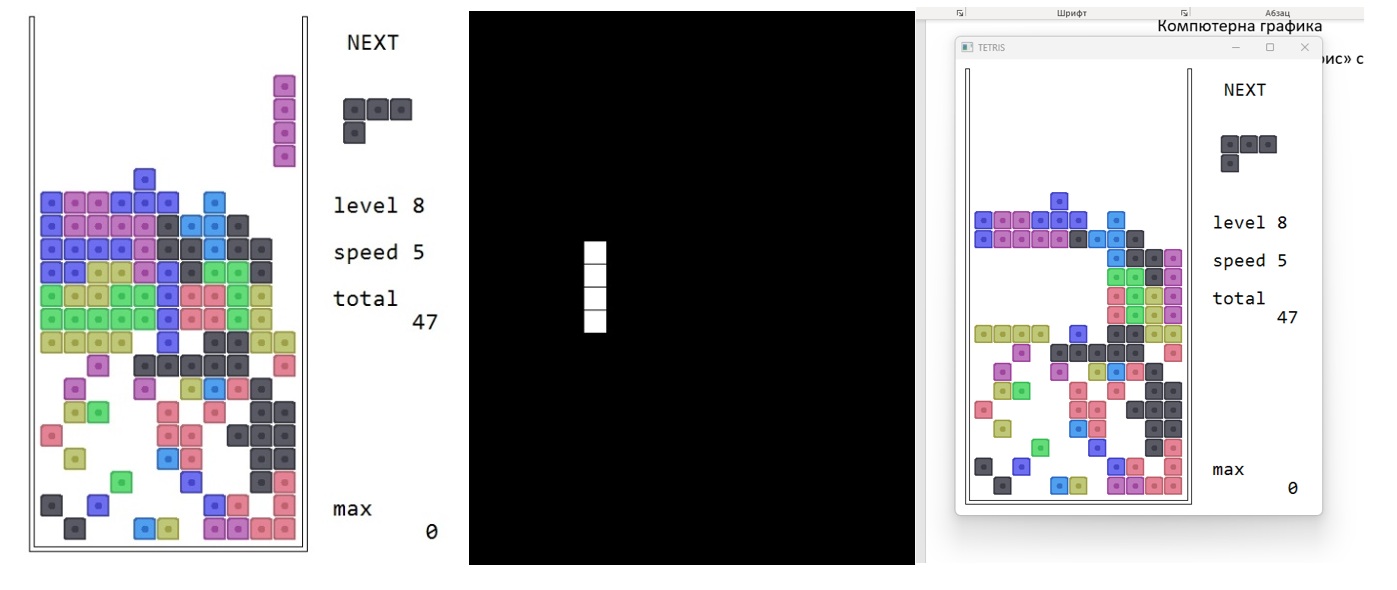 NEXT
level 8
speed 5
total
47
max
0
Шрифт
Абзац
Компютерна графика
рис» с
TETRIS
NEXT
level 8
speed 5
total
47
max
0